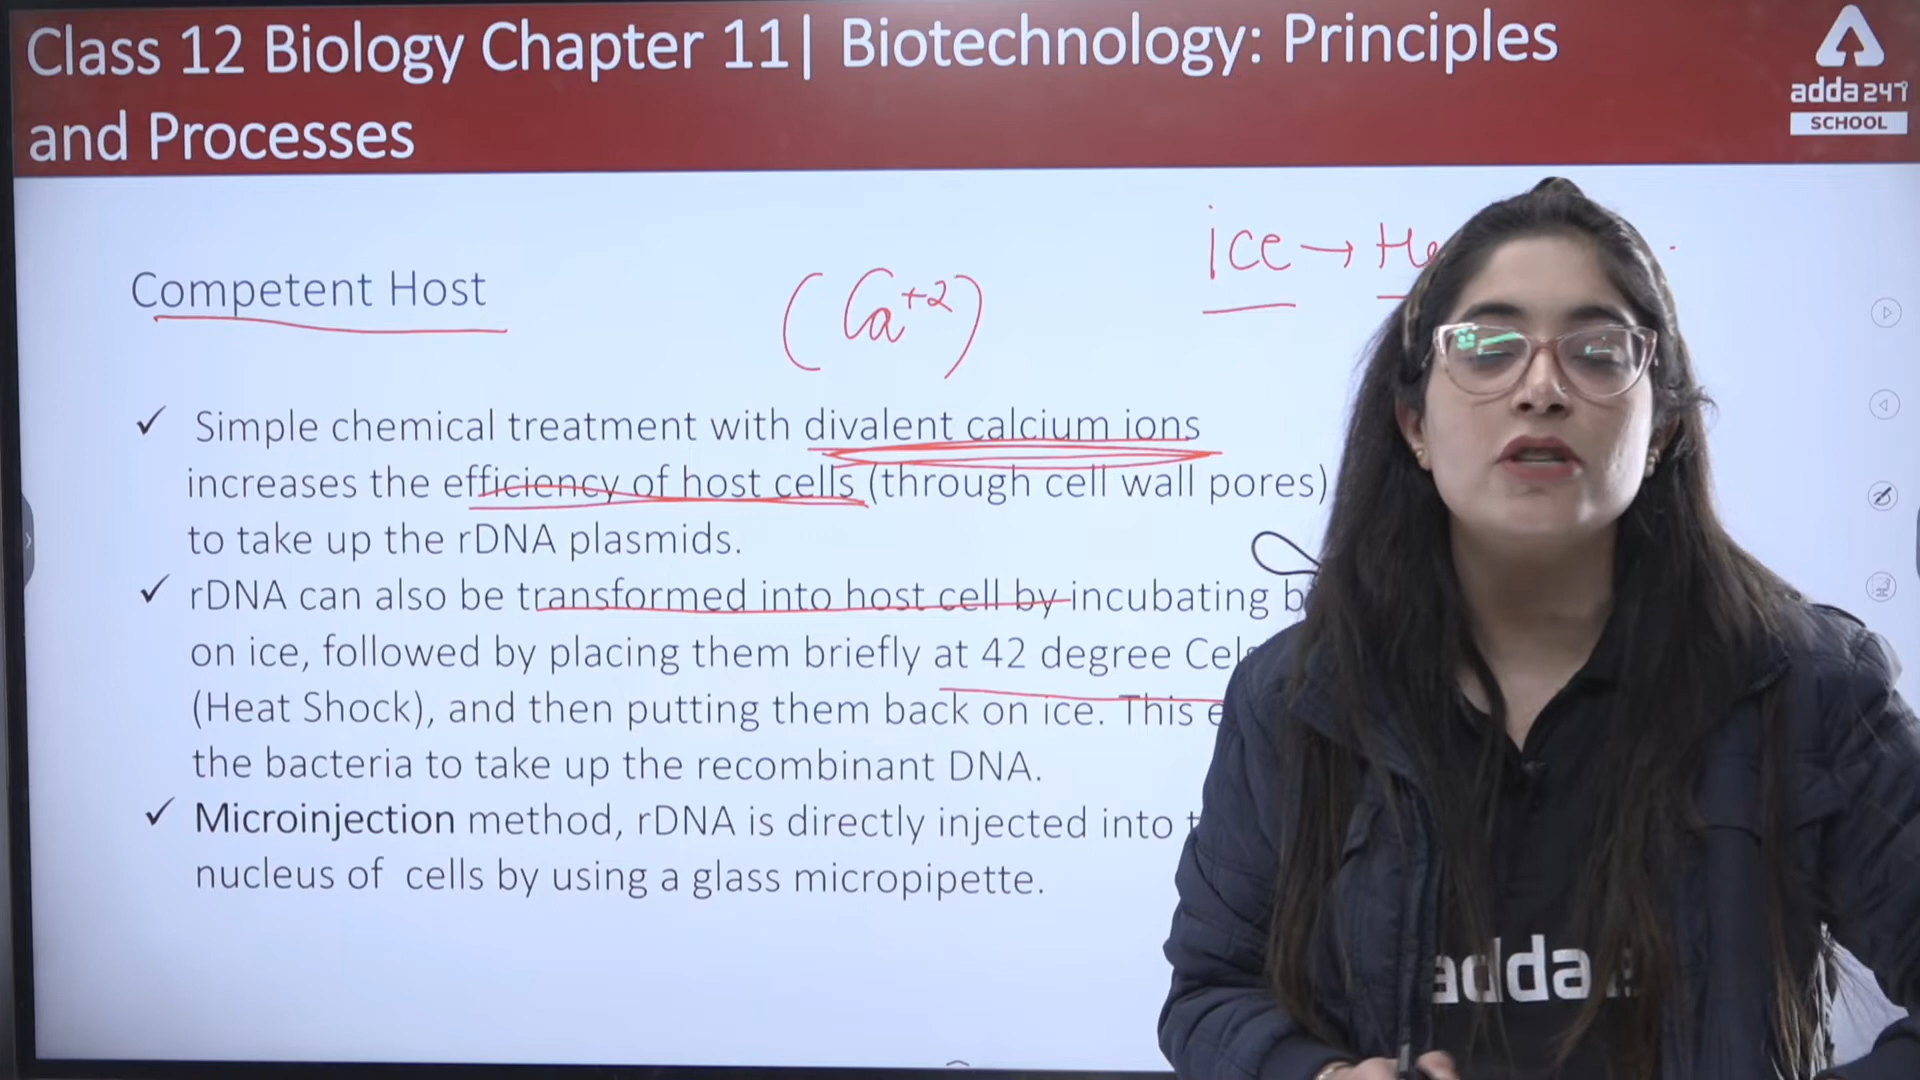 Class 12 Biology Chapter 11| Biotechnology: Principles
and Processes
adda247
SCHOOL
ice → He
Competent Host
(Ca+2)
✓ Simple chemical treatment with divalent calcium ions
increases the efficiency of host cells (through cell wall pores)
to take up the rDNA plasmids.
✓ rDNA can also be transformed into host cell by incubating
on ice, followed by placing them briefly at 42 degree
(Heat Shock), and then putting them back on ice. This
the bacteria to take up the recombinant DNA.
✓ Microinjection method, rDNA is directly injected into
nucleus of cells by using a glass micropipette.
adda